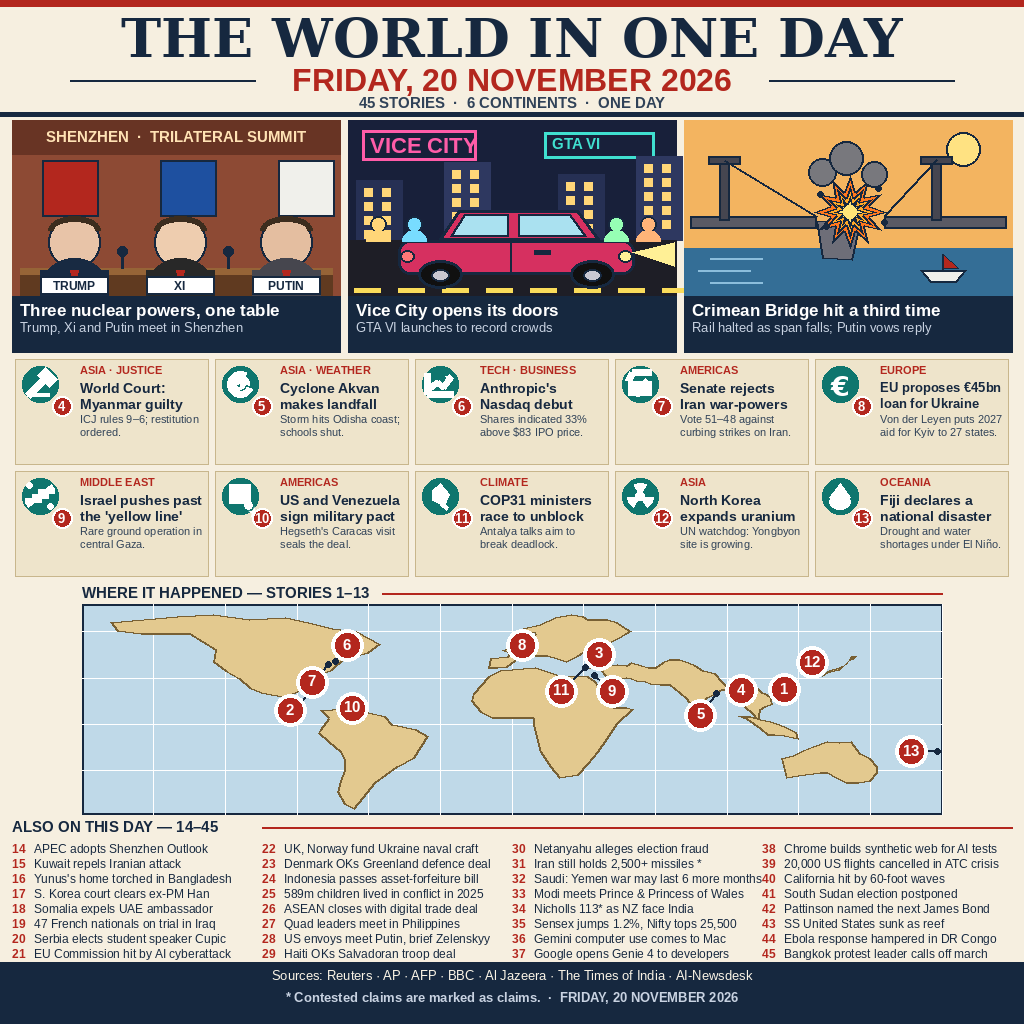 THE WORLD IN ONE DAY
FRIDAY, 20 NOVEMBER 2026
45 STORIES · 6 CONTINENTS · ONE DAY
SHENZHEN · TRILATERAL SUMMIT
TRUMP
XI
PUTIN
Three nuclear powers, one table
Trump, Xi and Putin meet in Shenzhen
VICE CITY
GTA VI
Vice City opens its doors
GTA VI launches to record crowds
Crimean Bridge hit a third time
Rail halted as span falls; Putin vows reply
4
ASIA · JUSTICE
World Court:
Myanmar guilty
ICJ rules 9–6; restitution
ordered.
5
ASIA · WEATHER
Cyclone Akvan
makes landfall
Storm hits Odisha coast;
schools shut.
6
TECH · BUSINESS
Anthropic's
Nasdaq debut
Shares indicated 33%
above $83 IPO price.
7
AMERICAS
Senate rejects
Iran war-powers
Vote 51–48 against
curbing strikes on Iran.
€
8
EUROPE
EU proposes €45bn
loan for Ukraine
Von der Leyen puts 2027
aid for Kyiv to 27 states.
9
MIDDLE EAST
Israel pushes past
the 'yellow line'
Rare ground operation in
central Gaza.
10
AMERICAS
US and Venezuela
sign military pact
Hegseth's Caracas visit
seals the deal.
11
CLIMATE
COP31 ministers
race to unblock
Antalya talks aim to
break deadlock.
12
ASIA
North Korea
expands uranium
UN watchdog: Yongbyon
site is growing.
13
OCEANIA
Fiji declares a
national disaster
Drought and water
shortages under El Niño.
WHERE IT HAPPENED — STORIES 1–13
6
8
3
12
7
11
9
4
1
2
10
5
13
ALSO ON THIS DAY — 14–45
14 APEC adopts Shenzhen Outlook
15 Kuwait repels Iranian attack
16 Yunus's home torched in Bangladesh
17 S. Korea court clears ex-PM Han
18 Somalia expels UAE ambassador
19 47 French nationals on trial in Iraq
20 Serbia elects student speaker Cupic
21 EU Commission hit by AI cyberattack
22 UK, Norway fund Ukraine naval craft
23 Denmark OKs Greenland defence deal
24 Indonesia passes asset-forfeiture bill
25 589m children lived in conflict in 2025
26 ASEAN closes with digital trade deal
27 Quad leaders meet in Philippines
28 US envoys meet Putin, brief Zelenskyy
29 Haiti OKs Salvadoran troop deal
30 Netanyahu alleges election fraud
31 Iran still holds 2,500+ missiles *
32 Saudi: Yemen war may last 6 more months
33 Modi meets Prince & Princess of Wales
34 Nicholls 113* as NZ face India
35 Sensex jumps 1.2%, Nifty tops 25,500
36 Gemini computer use comes to Mac
37 Google opens Genie 4 to developers
38 Chrome builds synthetic web for AI tests
39 20,000 US flights cancelled in ATC crisis
40 California hit by 60-foot waves
41 South Sudan election postponed
42 Pattinson named the next James Bond
43 SS United States sunk as reef
44 Ebola response hampered in DR Congo
45 Bangkok protest leader calls off march
Sources: Reuters · AP · AFP · BBC · Al Jazeera · The Times of India · AI-Newsdesk
* Contested claims are marked as claims. · FRIDAY, 20 NOVEMBER 2026